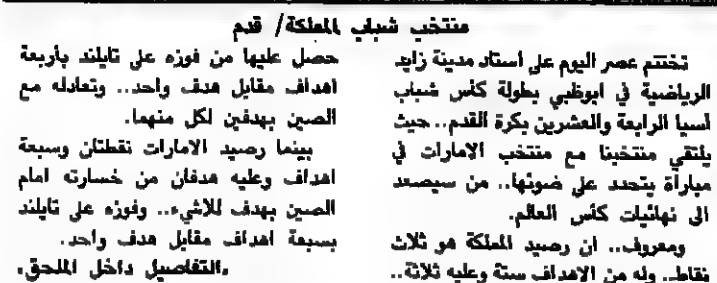 منتخب شباب المملكة/ قدم
تختتم عصر اليوم على استاد مدينة زايد
الرياضية في ابوظبي بطولة كأس شباب
آسيا الرابعة والعشرين بكرة القدم.. حيث
يلتقي منتخبنا مع منتخب الامارات في
مباراة يتحدد على ضوئها.. من سيصعد
الى نهائيات كأس العالم.
ومعروف.. ان رصيد المملكة هو ثلاث
نقاط.. وله من الاهداف ستة وعليه ثلاثة..
حصل عليها من فوزه على تايلند بأربعة
اهداف مقابل هدف واحد.. وتعادله مع
الصين بهدفين لكل منهما.
بينما رصيد الامارات نقطتان وسبعة
اهداف وعليه هدفان من خسارته امام
الصين بهدف للاشيء.. وفوزه على تايلند
بسبعة اهداف مقابل هدف واحد.
«التفاصيل داخل الملحق»